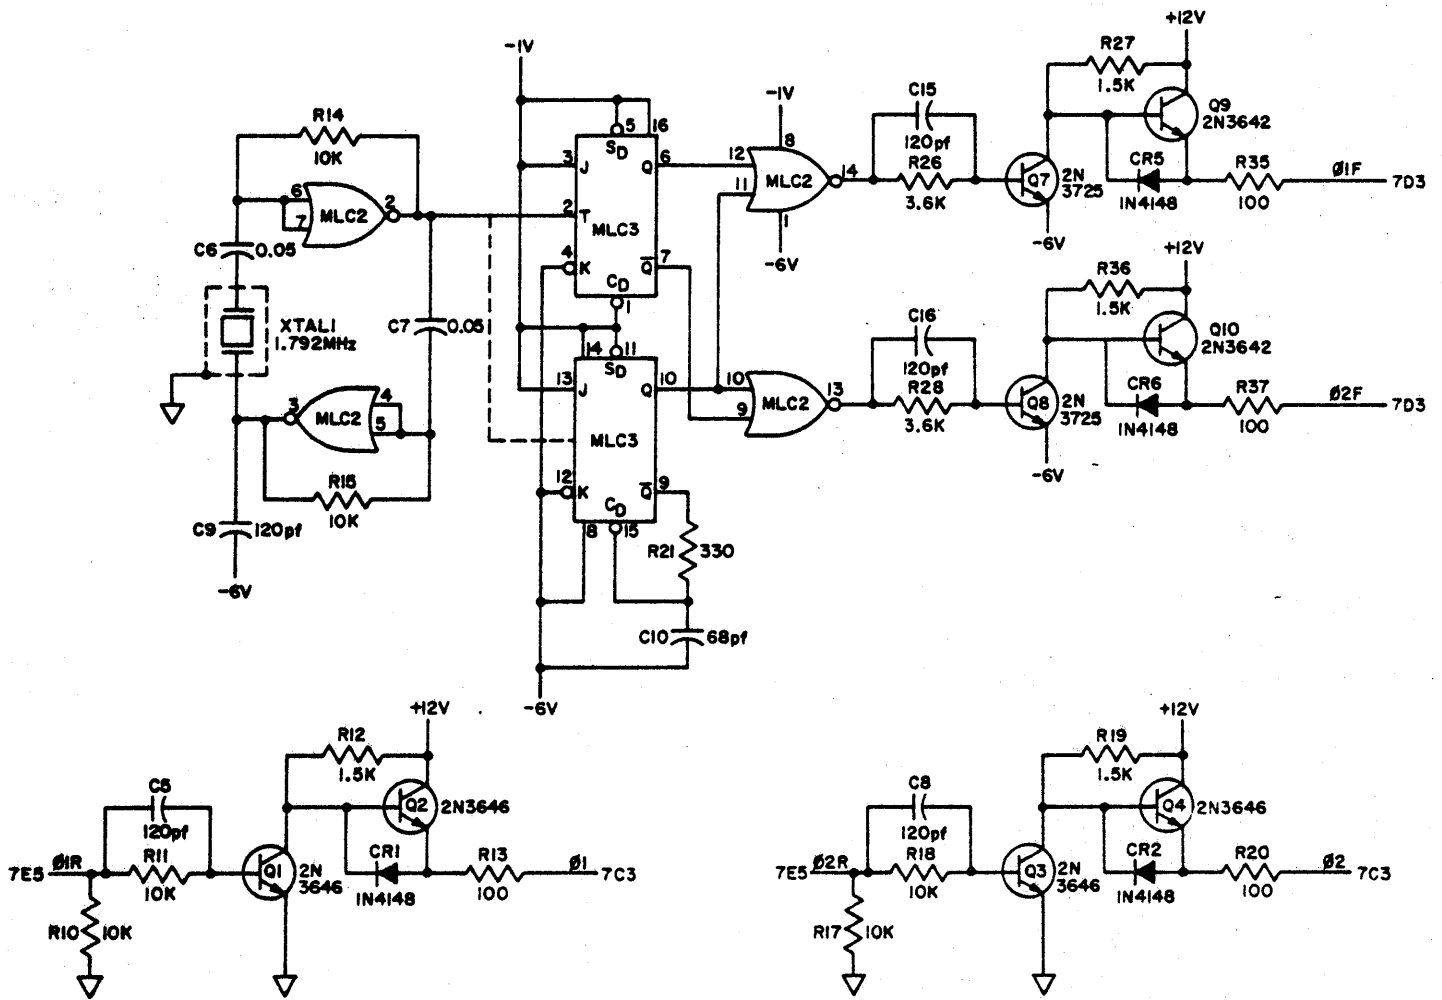 +12V
-1V
R27
1.5K
R14
10K
C15
120pf
-1V
Q9
2N3642
5
16
SD
8
3
J
Q
6
12
R26
3.6K
CR5
1N4148
R35
100
Ø1F
7D3
14
MLC2
11
Q7
2N
3725
6
7
MLC2
2
2
T
MLC3
1
-6V
-6V
+12V
C6
0.05
4
K
Q̅
7
CD
1
R36
1.5K
XTAL1
1.792MHz
C7
0.05
C16
120pf
Q10
2N3642
14
11
SD
13
J
Q
10
10
9
MLC2
13
R28
3.6K
CR6
1N4148
R37
100
Ø2F
7D3
Q8
2N
3725
3
MLC2
4
5
MLC3
-6V
R15
10K
12
K
Q̅
9
CD
8
15
C9
120pf
R21
330
-6V
C10
68pf
-6V
+12V
+12V
R12
1.5K
R19
1.5K
C5
120pf
Q2
2N3646
C8
120pf
Q4
2N3646
7E5
Ø1R
R11
10K
Q1
2N
3646
CR1
1N4148
R13
100
Ø1
7C3
7E5
Ø2R
R18
10K
Q3
2N
3646
CR2
1N4148
R20
100
Ø2
7C3
R10
10K
R17
10K